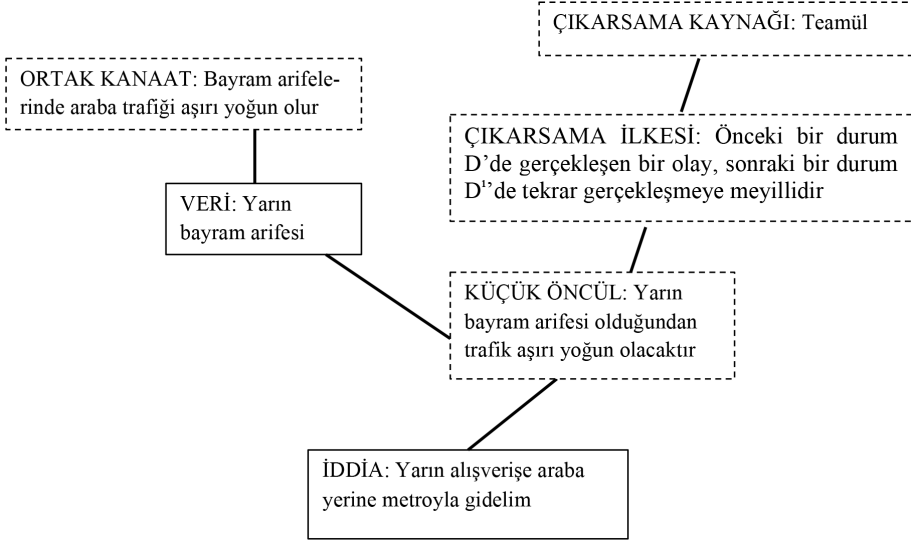 ÇIKARSAMA KAYNAĞI: Teamül
ORTAK KANAAT: Bayram arifele-
rinde araba trafiği aşırı yoğun olur
ÇIKARSAMA İLKESİ: Önceki bir durum
D’de gerçekleşen bir olay, sonraki bir durum
D¹’de tekrar gerçekleşmeye meyillidir
VERİ: Yarın
bayram arifesi
KÜÇÜK ÖNCÜL: Yarın
bayram arifesi olduğundan
trafik aşırı yoğun olacaktır
İDDİA: Yarın alışverişe araba
yerine metroyla gidelim